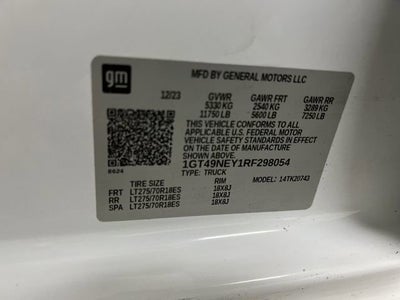 gm
MFD BY GENERAL MOTORS LLC
12/23 GVWR GAWR FRT GAWR RR
5330 KG 2540 KG 3289 KG
11750 LB 5600 LB 7250 LB
THIS VEHICLE CONFORMS TO ALL
APPLICABLE U.S. FEDERAL MOTOR
VEHICLE SAFETY STANDARDS IN EFFECT
ON THE DATE OF MANUFACTURE SHOWN ABOVE.
1GT49NEY1RF298054
R624 TYPE: TRUCK MODEL: 14TK20743
TIRE SIZE RIM
FRT LT275/70R18ES 18X8J
RR LT275/70R18ES 18X8J
SPA LT275/70R18ES 18X8J